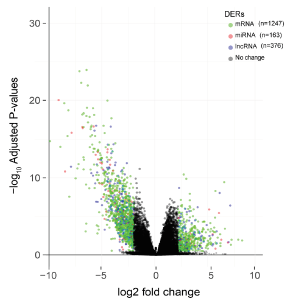 DERs
mRNA (n=1247)
miRNA (n=163)
lncRNA (n=376)
No change
−log10 Adjusted P-values
30
20
10
0
−10 −5 0 5 10
log2 fold change